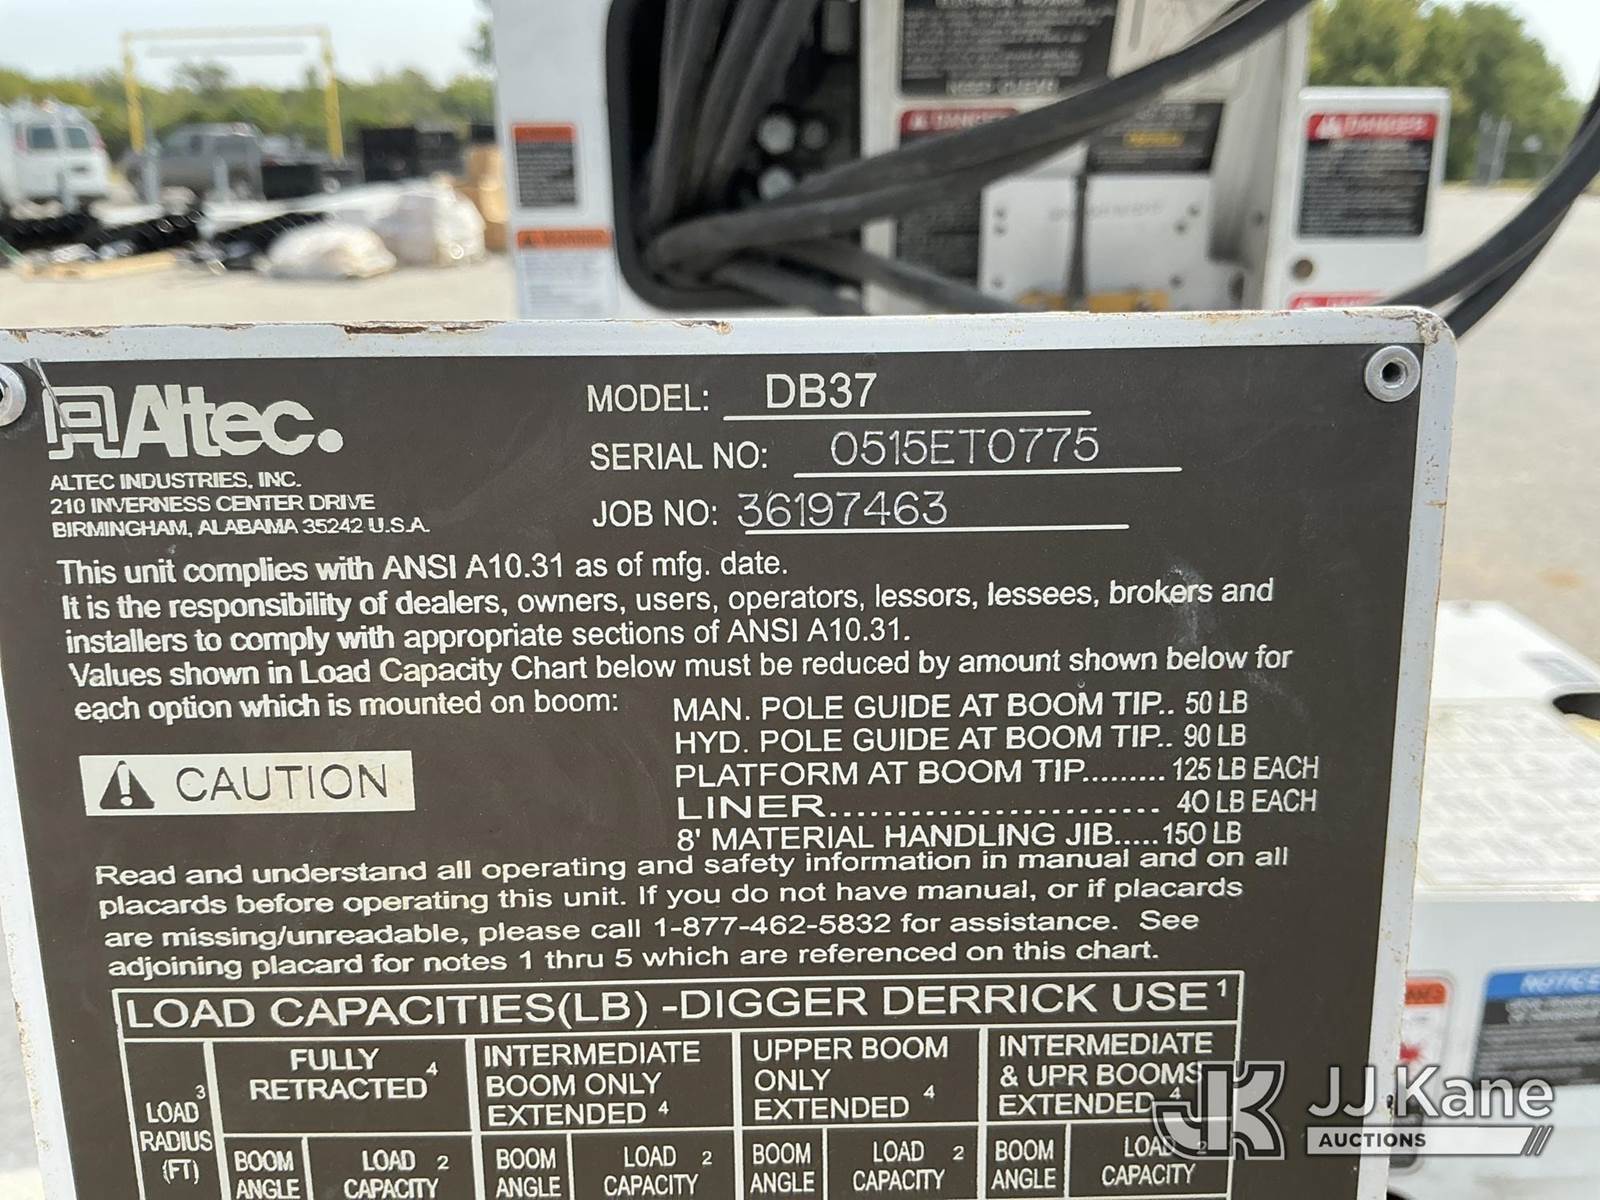 Altec.
ALTEC INDUSTRIES, INC.
210 INVERNESS CENTER DRIVE
BIRMINGHAM, ALABAMA 35242 U.S.A.
MODEL: DB37
SERIAL NO: 0515ET0775
JOB NO: 36197463
This unit complies with ANSI A10.31 as of mfg. date.
It is the responsibility of dealers, owners, users, operators, lessors, lessees, brokers and
installers to comply with appropriate sections of ANSI A10.31.
Values shown in Load Capacity Chart below must be reduced by amount shown below for
each option which is mounted on boom:
MAN. POLE GUIDE AT BOOM TIP.. 50 LB
HYD. POLE GUIDE AT BOOM TIP.. 90 LB
PLATFORM AT BOOM TIP......... 125 LB EACH
LINER............................ 40 LB EACH
8' MATERIAL HANDLING JIB.....150 LB
CAUTION
Read and understand all operating and safety information in manual and on all
placards before operating this unit. If you do not have manual, or if placards
are missing/unreadable, please call 1-877-462-5832 for assistance. See
adjoining placard for notes 1 thru 5 which are referenced on this chart.
LOAD CAPACITIES(LB) -DIGGER DERRICK USE 1
LOAD 3
RADIUS
(FT)
FULLY
RETRACTED 4
INTERMEDIATE
BOOM ONLY
EXTENDED 4
UPPER BOOM
ONLY
EXTENDED 4
INTERMEDIATE
& UPR BOOMS
EXTENDED 4
BOOM
ANGLE
LOAD 2
CAPACITY
BOOM
ANGLE
LOAD 2
CAPACITY
BOOM
ANGLE
LOAD 2
CAPACITY
BOOM
ANGLE
LOAD 2
CAPACITY
DANGER
DANGER
WARNING
NOTICE
JK
JJ Kane
AUCTIONS